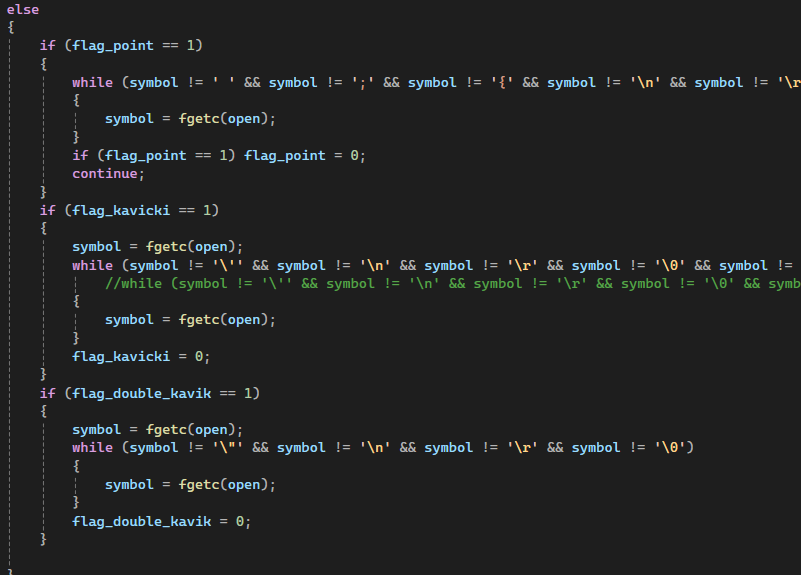 else
{
    if (flag_point == 1)
    {
        while (symbol != ' ' && symbol != ';' && symbol != '{' && symbol != '\n' && symbol != '\r
        {
            symbol = fgetc(open);
        }
        if (flag_point == 1) flag_point = 0;
        continue;
    }
    if (flag_kavicki == 1)
    {
        symbol = fgetc(open);
        while (symbol != '\'' && symbol != '\n' && symbol != '\r' && symbol != '\0' && symbol !=
            //while (symbol != '\'' && symbol != '\n' && symbol != '\r' && symbol != '\0' && symb
        {
            symbol = fgetc(open);
        }
        flag_kavicki = 0;
    }
    if (flag_double_kavik == 1)
    {
        symbol = fgetc(open);
        while (symbol != '\"' && symbol != '\n' && symbol != '\r' && symbol != '\0')
        {
            symbol = fgetc(open);
        }
        flag_double_kavik = 0;
    }
}